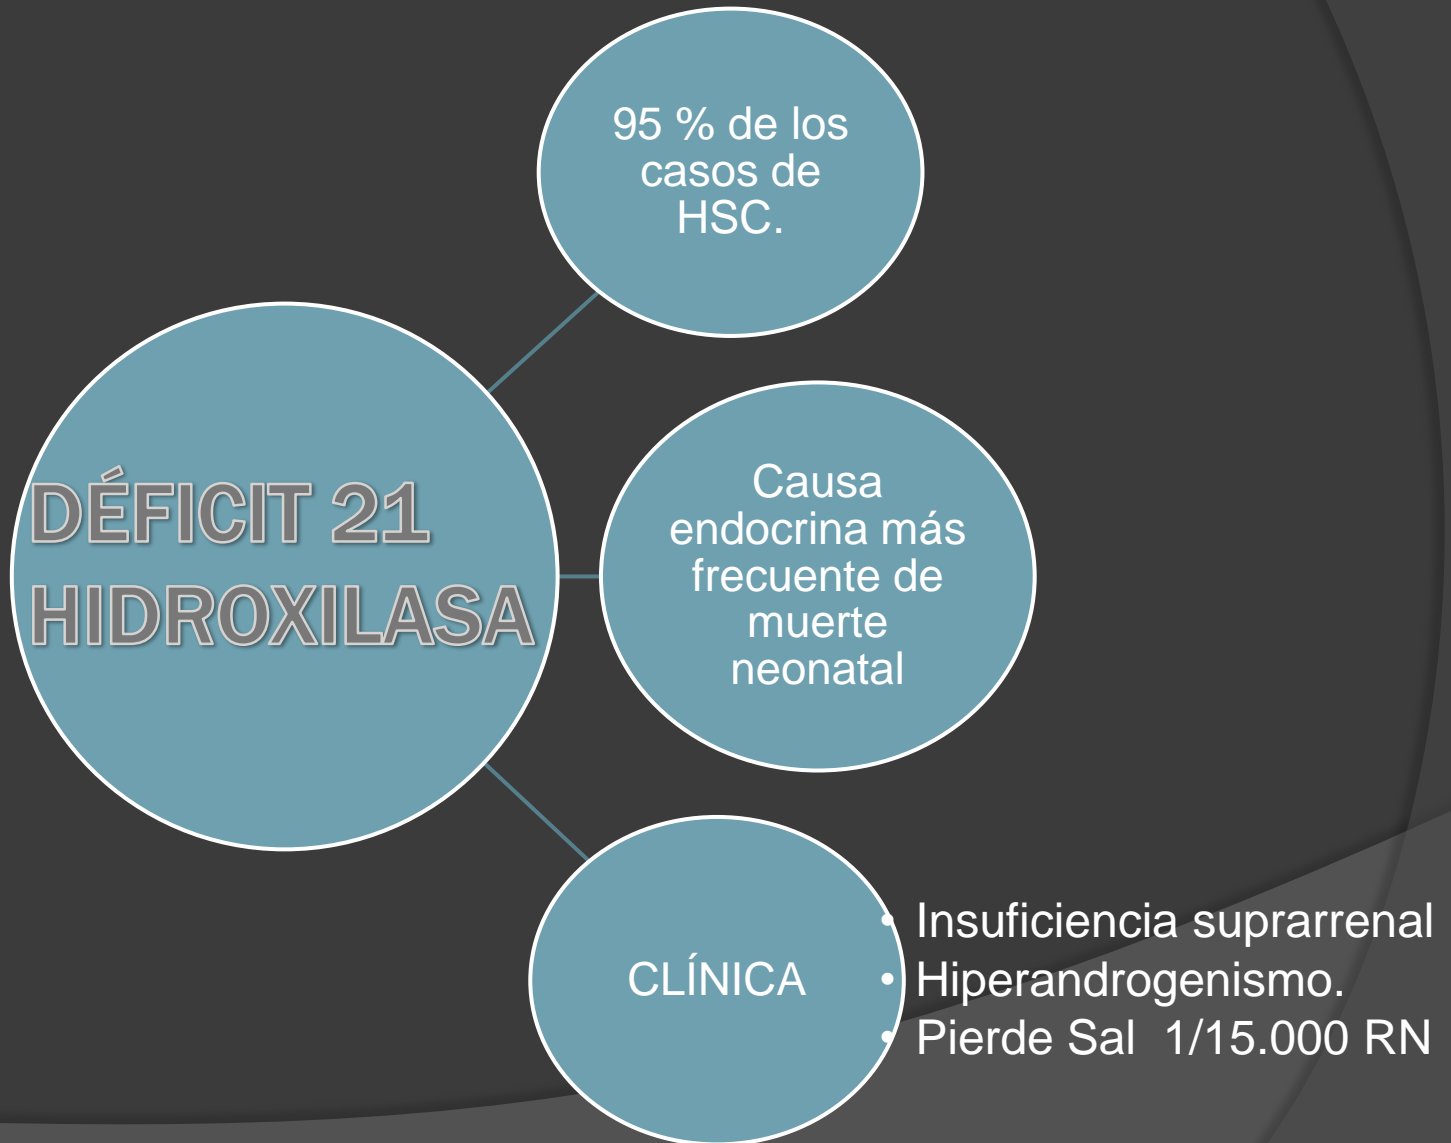 DÉFICIT 21
HIDROXILASA
95 % de los
casos de
HSC.
Causa
endocrina más
frecuente de
muerte
neonatal
CLÍNICA
• Insuficiencia suprarrenal
• Hiperandrogenismo.
• Pierde Sal 1/15.000 RN